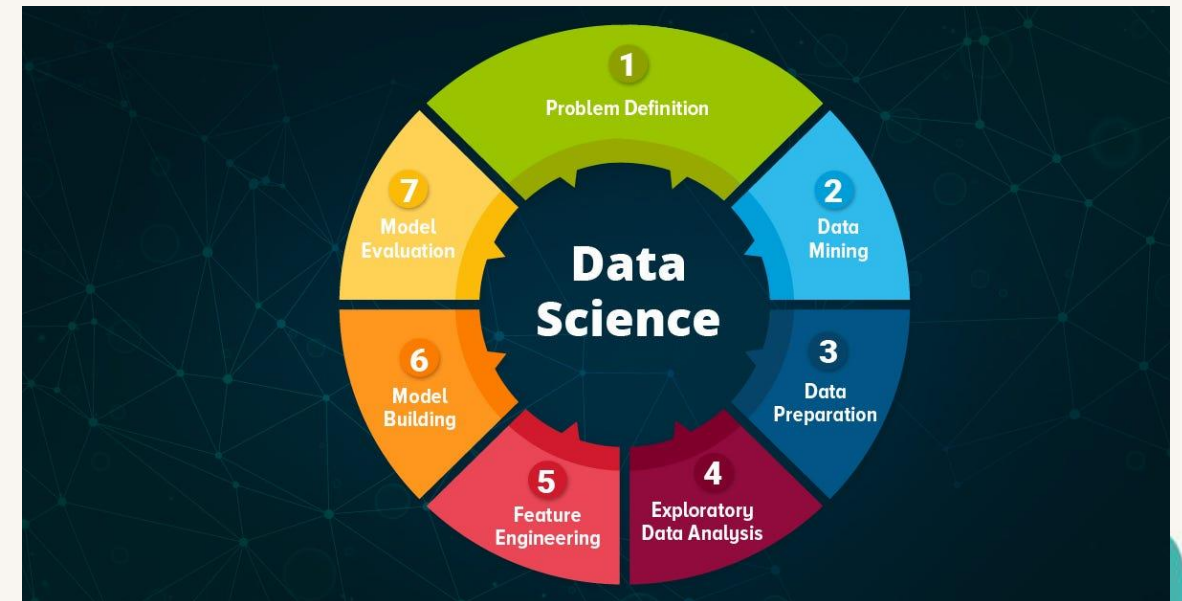 1
Problem Definition
2
Data
Mining
3
Data
Preparation
4
Exploratory
Data Analysis
5
Feature
Engineering
6
Model
Building
7
Model
Evaluation
Data
Science